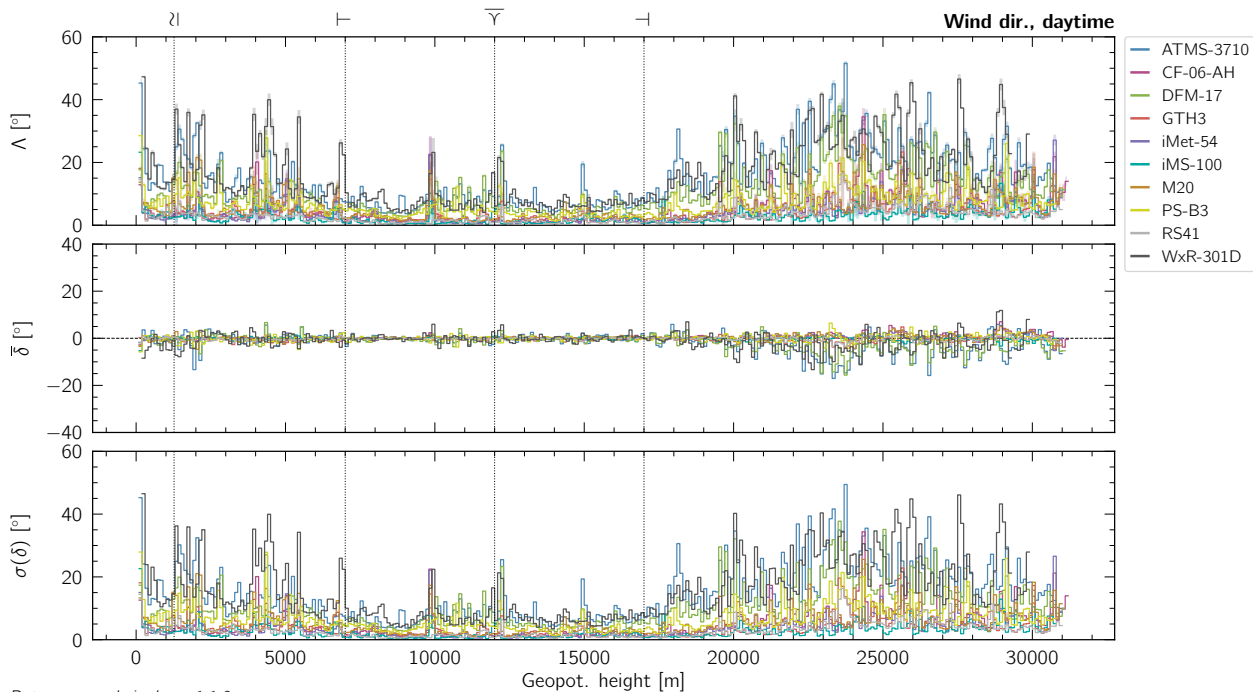 Wind dir., daytime
60
40
20
0
Λ [°]
ATMS-3710
CF-06-AH
DFM-17
GTH3
iMet-54
iMS-100
M20
PS-B3
RS41
WxR-301D
40
20
0
−20
−40
δ̅ [°]
60
40
20
0
σ(δ) [°]
0 5000 10000 15000 20000 25000 30000
Geopot. height [m]